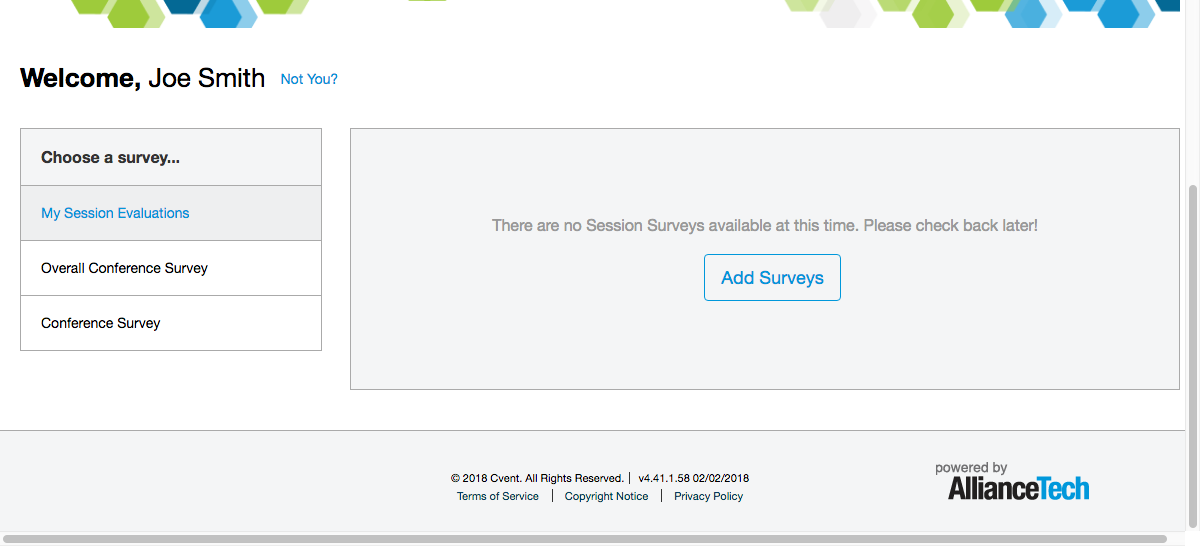 Welcome, Joe Smith Not You?
Choose a survey...
My Session Evaluations
Overall Conference Survey
Conference Survey
There are no Session Surveys available at this time. Please check back later!
Add Surveys
© 2018 Cvent. All Rights Reserved. | v4.41.1.58 02/02/2018
Terms of Service | Copyright Notice | Privacy Policy
powered by
AllianceTech